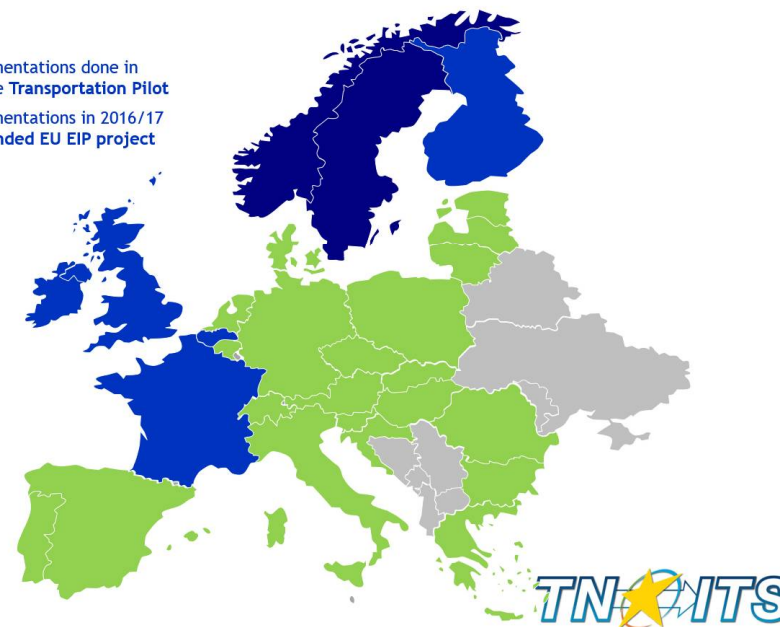 mentations done in
e Transportation Pilot
mentations in 2016/17
nded EU EIP project
TN ITS